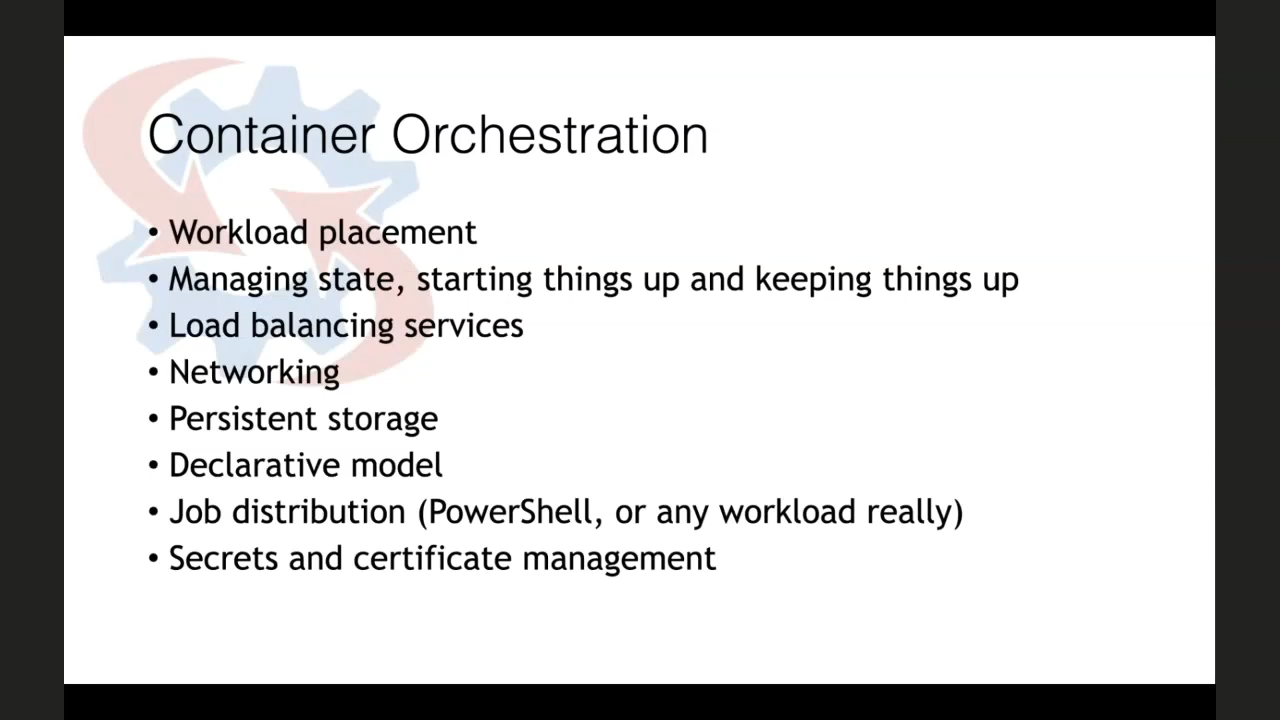 Container Orchestration
• Workload placement
• Managing state, starting things up and keeping things up
• Load balancing services
• Networking
• Persistent storage
• Declarative model
• Job distribution (PowerShell, or any workload really)
• Secrets and certificate management